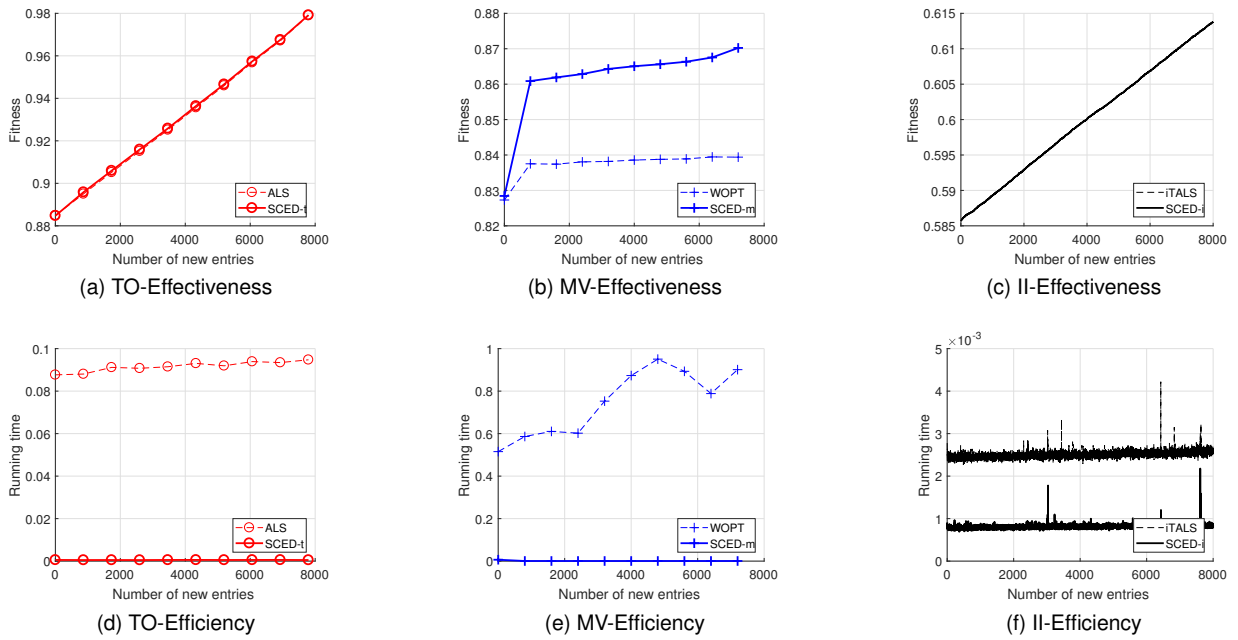 0.98
0.96
0.94
0.92
0.9
0.88
Fitness
0 2000 4000 6000 8000
Number of new entries
ALS
SCED-t
(a) TO-Effectiveness
0.88
0.87
0.86
0.85
0.84
0.83
0.82
Fitness
0 2000 4000 6000 8000
Number of new entries
WOPT
SCED-m
(b) MV-Effectiveness
0.615
0.61
0.605
0.6
0.595
0.59
0.585
Fitness
0 2000 4000 6000 8000
Number of new entries
iTALS
SCED-i
(c) II-Effectiveness
0.1
0.08
0.06
0.04
0.02
0
Running time
0 2000 4000 6000 8000
Number of new entries
ALS
SCED-t
(d) TO-Efficiency
1
0.8
0.6
0.4
0.2
0
Running time
0 2000 4000 6000 8000
Number of new entries
WOPT
SCED-m
(e) MV-Efficiency
×10⁻³
5
4
3
2
1
0
Running time
0 2000 4000 6000 8000
Number of new entries
iTALS
SCED-i
(f) II-Efficiency